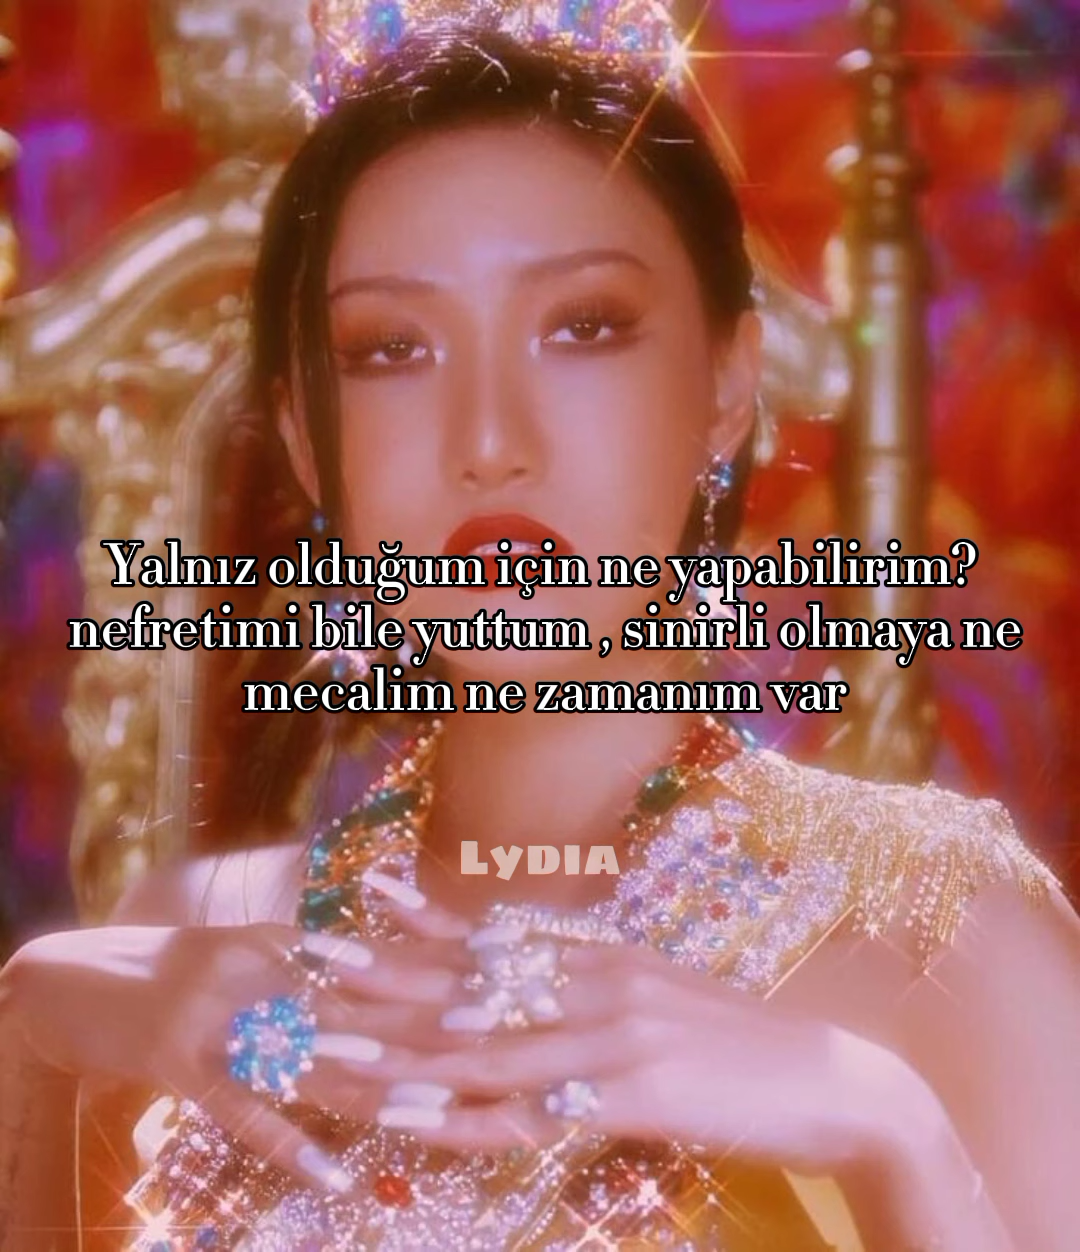 Yalnız olduğum için ne yapabilirim?
nefretimi bile yuttum , sinirli olmaya ne
mecalim ne zamanım var
Lydia